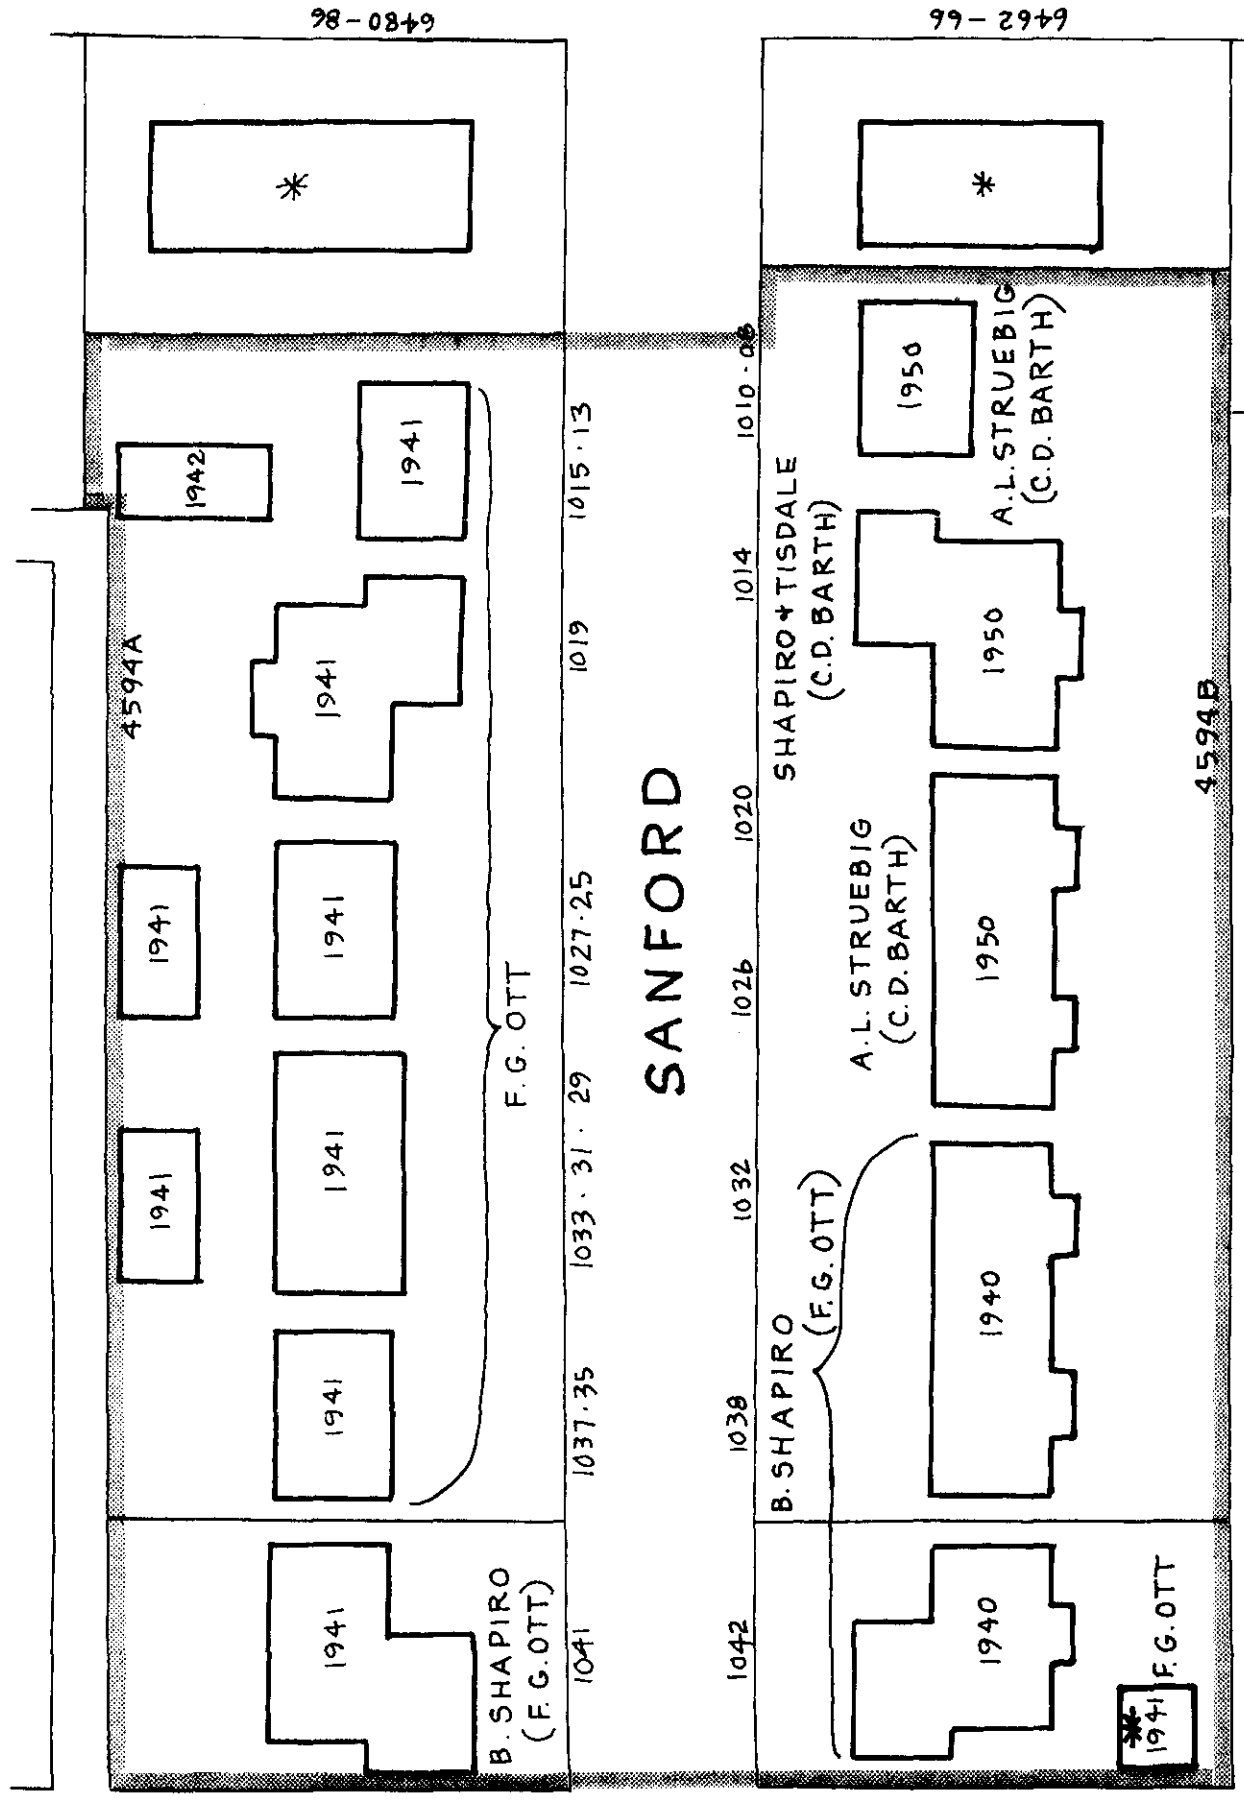 6480-86
6462-66
*
*
1942
1941
1941
1941
1941
1941
1941
1941
1941
4594A
F.G. OTT
B. SHAPIRO
(F.G. OTT)
1041
1037·35
1033·31·29
1027·25
1019
1015·13
SANFORD
1042
1038
1032
1026
1020
1014
1010-08
B. SHAPIRO
(F.G. OTT)
A.L. STRUEBIG
(C.D. BARTH)
SHAPIRO + TISDALE
(C.D. BARTH)
A.L. STRUEBIG
(C.D. BARTH)
1940
1940
1950
1950
1950
*
1941
F.G. OTT
4594B